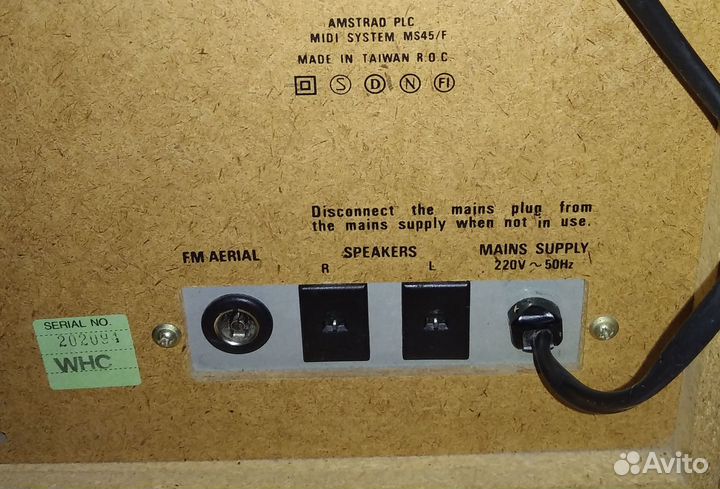 AMSTRAD PLC
MIDI SYSTEM MS45/F
MADE IN TAIWAN R.O.C.
S D N FI
Disconnect the mains plug from
the mains supply when not in use.
FM AERIAL
SPEAKERS
R L
MAINS SUPPLY
220V ~ 50Hz
SERIAL NO.
WHC
Avito